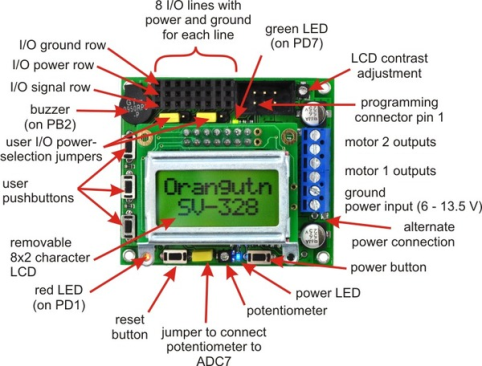 8 I/O lines with
power and ground
for each line
green LED
(on PD7)
I/O ground row
I/O power row
I/O signal row
buzzer
(on PB2)
user I/O power-
selection jumpers
user
pushbuttons
removable
8x2 character
LCD
red LED
(on PD1)
reset
button
jumper to connect
potentiometer to
ADC7
potentiometer
power LED
power button
alternate
power connection
power input (6 - 13.5 V)
ground
motor 1 outputs
motor 2 outputs
programming
connector pin 1
LCD contrast
adjustment
Orangutn
SV-328